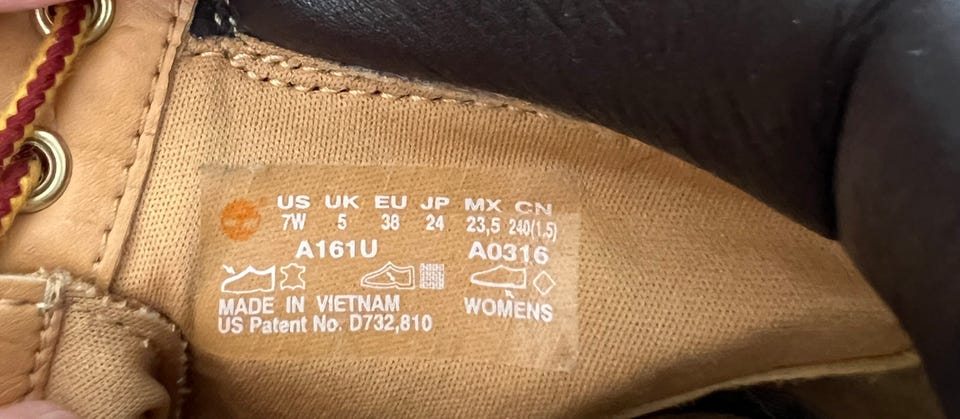 US UK EU JP MX CN
7W 5 38 24 23,5 240(1,5)
A161U A0316
MADE IN VIETNAM WOMENS
US Patent No. D732,810